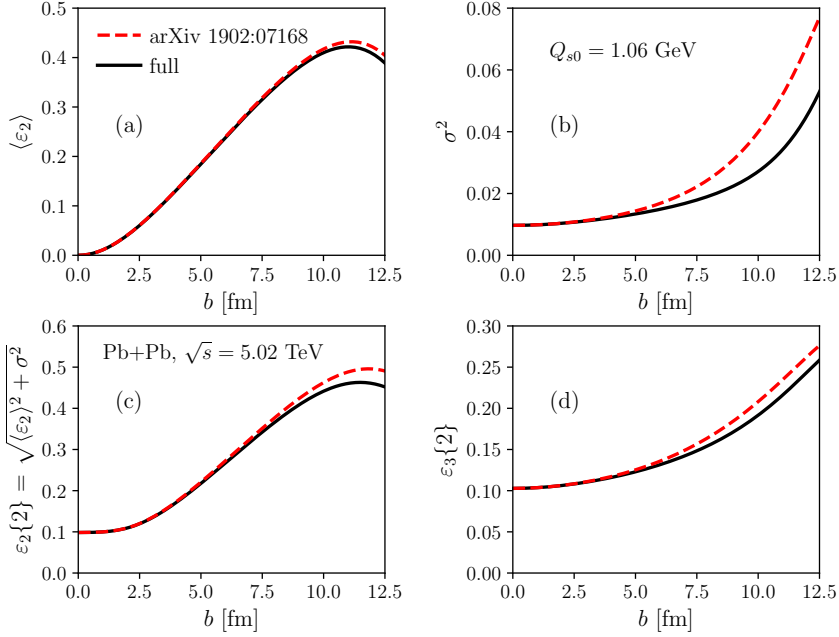 0.5
0.4
0.3
0.2
0.1
0.0
⟨ε₂⟩
arXiv 1902:07168
full
(a)
0.0 2.5 5.0 7.5 10.0 12.5
b [fm]
0.08
0.06
0.04
0.02
0.00
σ²
Q_{s0} = 1.06 GeV
(b)
0.0 2.5 5.0 7.5 10.0 12.5
b [fm]
0.6
0.5
0.4
0.3
0.2
0.1
0.0
ε₂{2} = √(⟨ε₂⟩² + σ²)
Pb+Pb, √s = 5.02 TeV
(c)
0.0 2.5 5.0 7.5 10.0 12.5
b [fm]
0.30
0.25
0.20
0.15
0.10
0.05
0.00
ε₃{2}
(d)
0.0 2.5 5.0 7.5 10.0 12.5
b [fm]